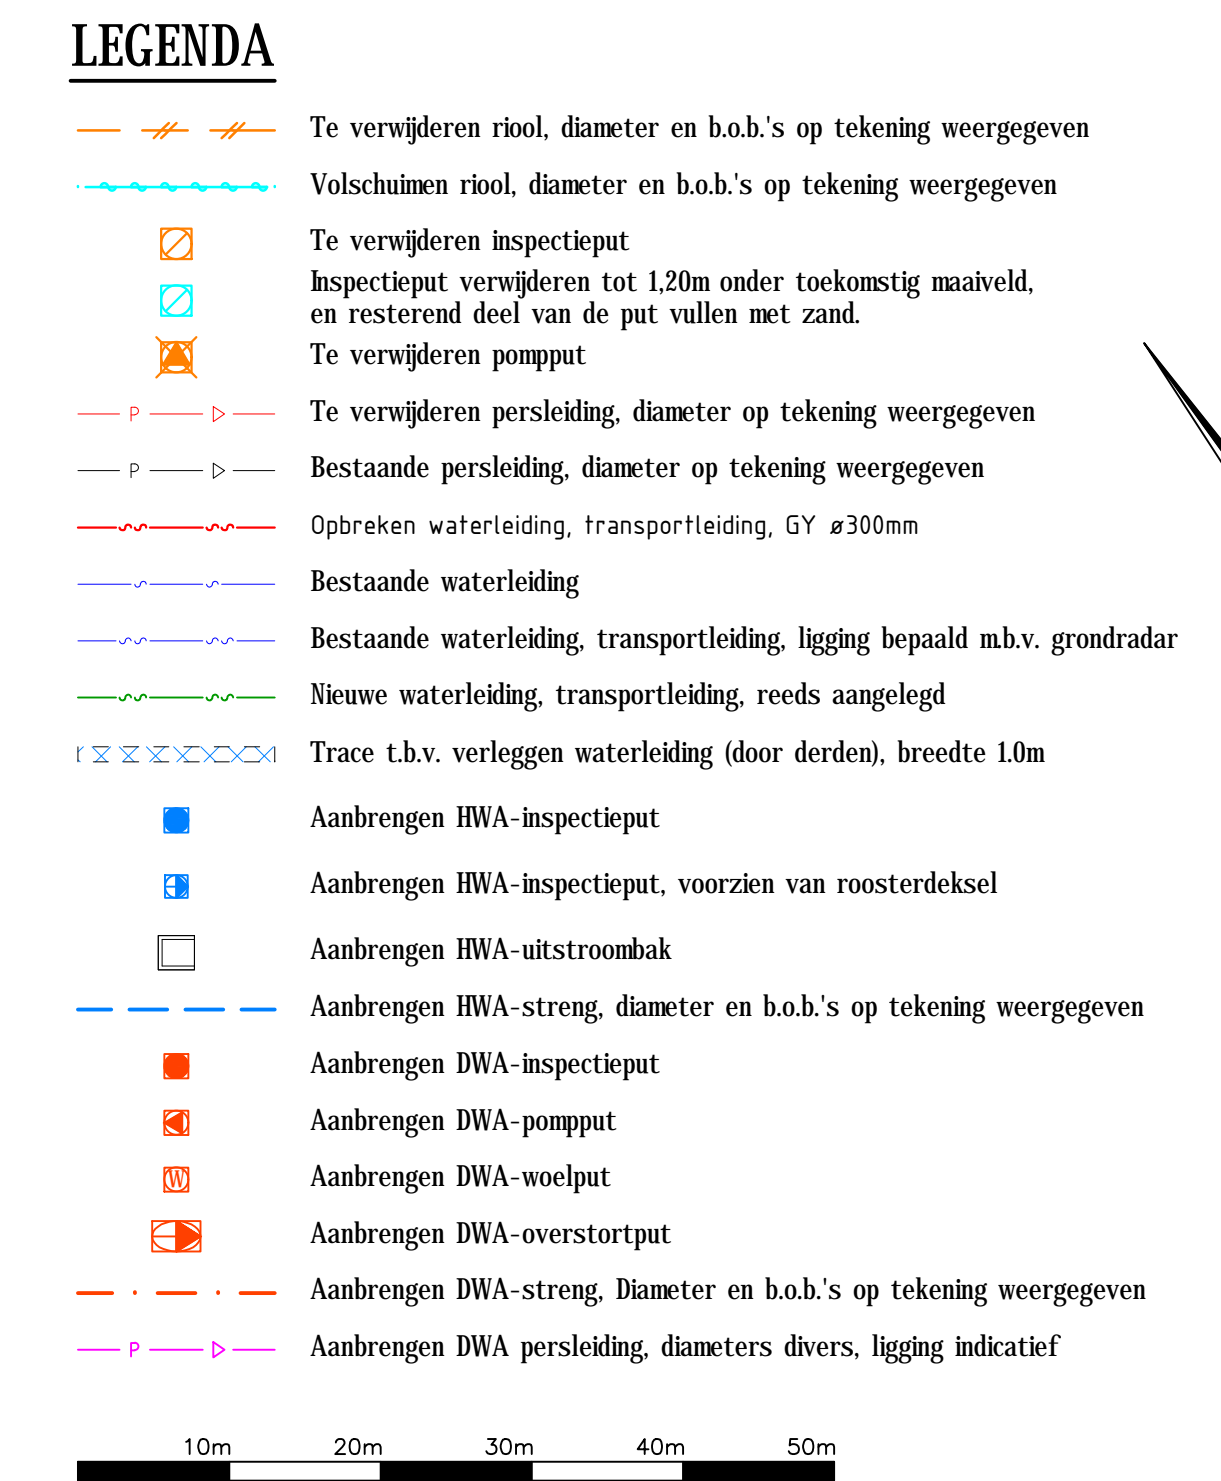 LEGENDA
Te verwijderen riool, diameter en b.o.b.'s op tekening weergegeven
Volschuimen riool, diameter en b.o.b.'s op tekening weergegeven
Te verwijderen inspectieput
Inspectieput verwijderen tot 1,20m onder toekomstig maaiveld,
en resterend deel van de put vullen met zand.
Te verwijderen pompput
P Te verwijderen persleiding, diameter op tekening weergegeven
P Bestaande persleiding, diameter op tekening weergegeven
Opbreken waterleiding, transportleiding, GY ø300mm
Bestaande waterleiding
Bestaande waterleiding, transportleiding, ligging bepaald m.b.v. grondradar
Nieuwe waterleiding, transportleiding, reeds aangelegd
Trace t.b.v. verleggen waterleiding (door derden), breedte 1.0m
Aanbrengen HWA-inspectieput
Aanbrengen HWA-inspectieput, voorzien van roosterdeksel
Aanbrengen HWA-uitstroombak
Aanbrengen HWA-streng, diameter en b.o.b.'s op tekening weergegeven
Aanbrengen DWA-inspectieput
Aanbrengen DWA-pompput
W Aanbrengen DWA-woelput
Aanbrengen DWA-overstortput
Aanbrengen DWA-streng, Diameter en b.o.b.'s op tekening weergegeven
P Aanbrengen DWA persleiding, diameters divers, ligging indicatief
10m 20m 30m 40m 50m